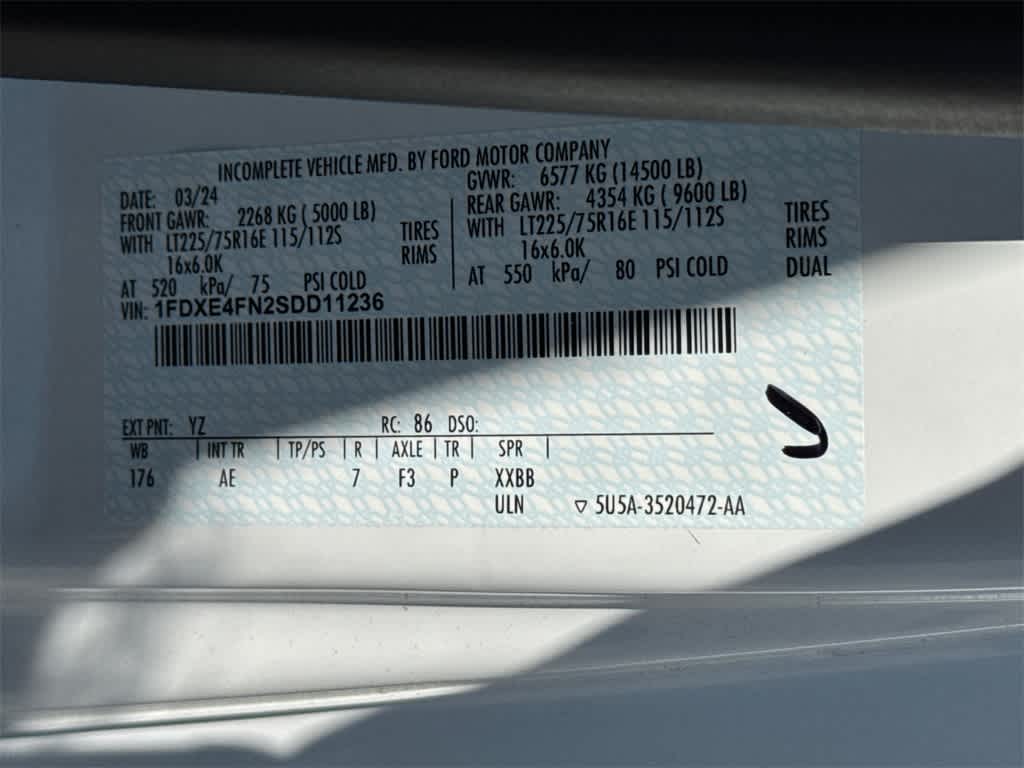 INCOMPLETE VEHICLE MFD. BY FORD MOTOR COMPANY
DATE: 03/24
GVWR: 6577 KG (14500 LB)
FRONT GAWR: 2268 KG ( 5000 LB)
REAR GAWR: 4354 KG ( 9600 LB)
WITH LT225/75R16E 115/112S TIRES
WITH LT225/75R16E 115/112S TIRES
16x6.0K RIMS
16x6.0K RIMS
AT 520 kPa/ 75 PSI COLD
AT 550 kPa/ 80 PSI COLD DUAL
VIN: 1FDXE4FN2SDD11236
EXT PNT: YZ RC: 86 DSO:
WB | INT TR | TP/PS | R | AXLE | TR | SPR |
176 AE 7 F3 P XXBB
ULN ▽ 5U5A-3520472-AA